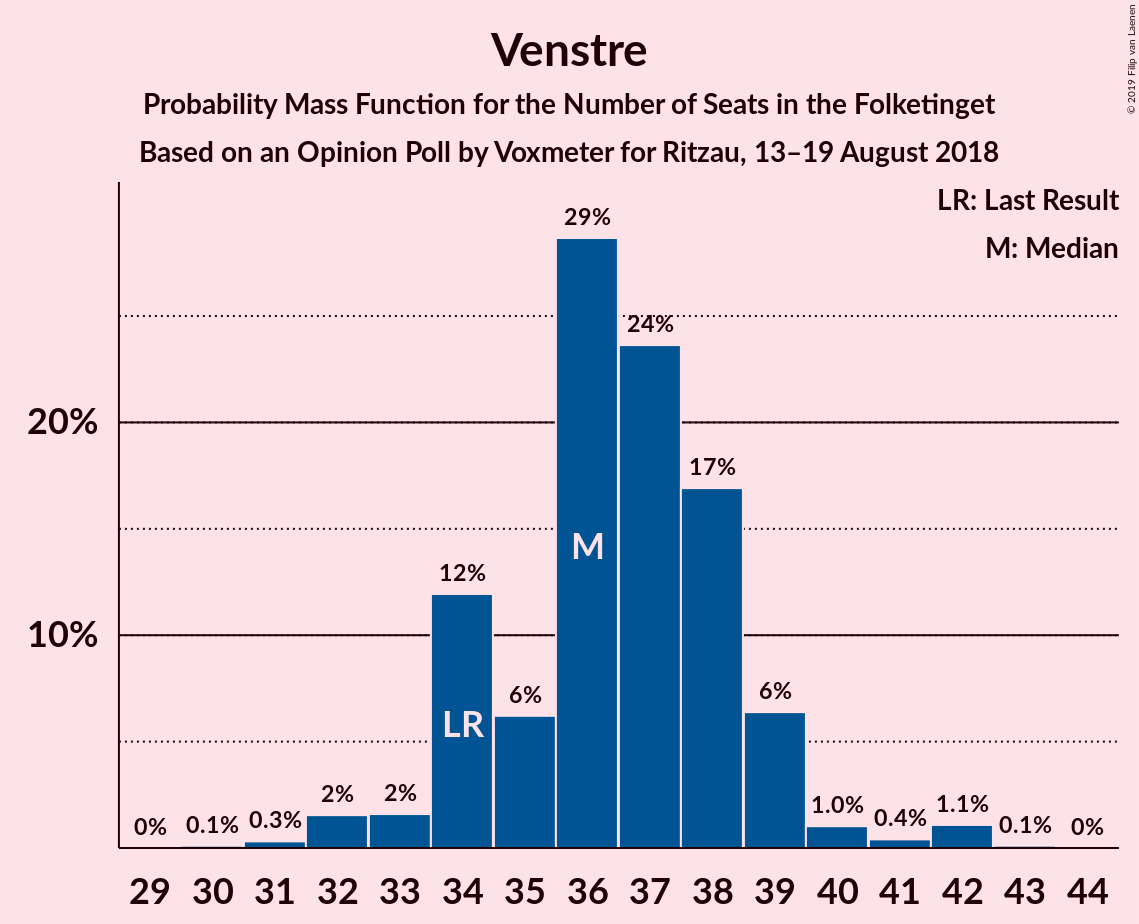 Venstre
Probability Mass Function for the Number of Seats in the Folketinget
Based on an Opinion Poll by Voxmeter for Ritzau, 13–19 August 2018
© 2019 Filip van Laenen
LR: Last Result
M: Median
20%
10%
0%
0.1%
0.3%
2%
2%
12%
6%
29%
24%
17%
6%
1.0%
0.4%
1.1%
0.1%
0%
LR
M
29 30 31 32 33 34 35 36 37 38 39 40 41 42 43 44